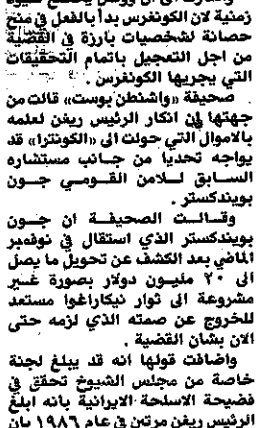 زمنية لان الكونغرس بدأ بالفعل في منح
حصانة لشخصيات بارزة في القضية
من اجل التعجيل باتمام التحقيقات
التي يجريها الكونغرس .
صحيفة «واشنطن بوست» قالت من
جهتها ان انكار الرئيس ريغن لعلمه
بالاموال التي حولت الى «الكونترا» قد
يواجه تحديا من جانب مستشاره
السابق للامن القومي جون
بويندكستر .
وقالت الصحيفة ان جون
بويندكستر الذي استقال في نوفمبر
الماضي بعد الكشف عن تحويل ما يصل
الى ٢٠ مليون دولار بصورة غير
مشروعة الى ثوار نيكاراغوا مستعد
للخروج عن صمته الذي لزمه حتى
الان بشان القضية .
واضافت قولها انه قد يبلغ لجنة
خاصة من مجلس الشيوخ تحقق في
فضيحة الاسلحة الايرانية بانه ابلغ
الرئيس ريغن مرتين في عام ١٩٨٦ بان